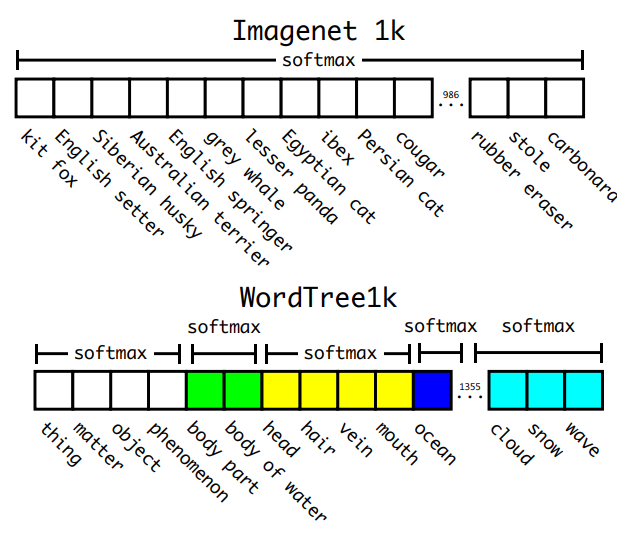 Imagenet 1k
softmax
986
...
kit fox
English setter
Siberian husky
Australian terrier
English springer
grey whale
lesser panda
Egyptian cat
ibex
Persian cat
cougar
rubber eraser
stole
carbonara
WordTree1k
softmax
softmax
softmax
softmax
softmax
1355
...
thing
matter
object
phenomenon
body part
body of water
head
hair
vein
mouth
ocean
cloud
snow
wave